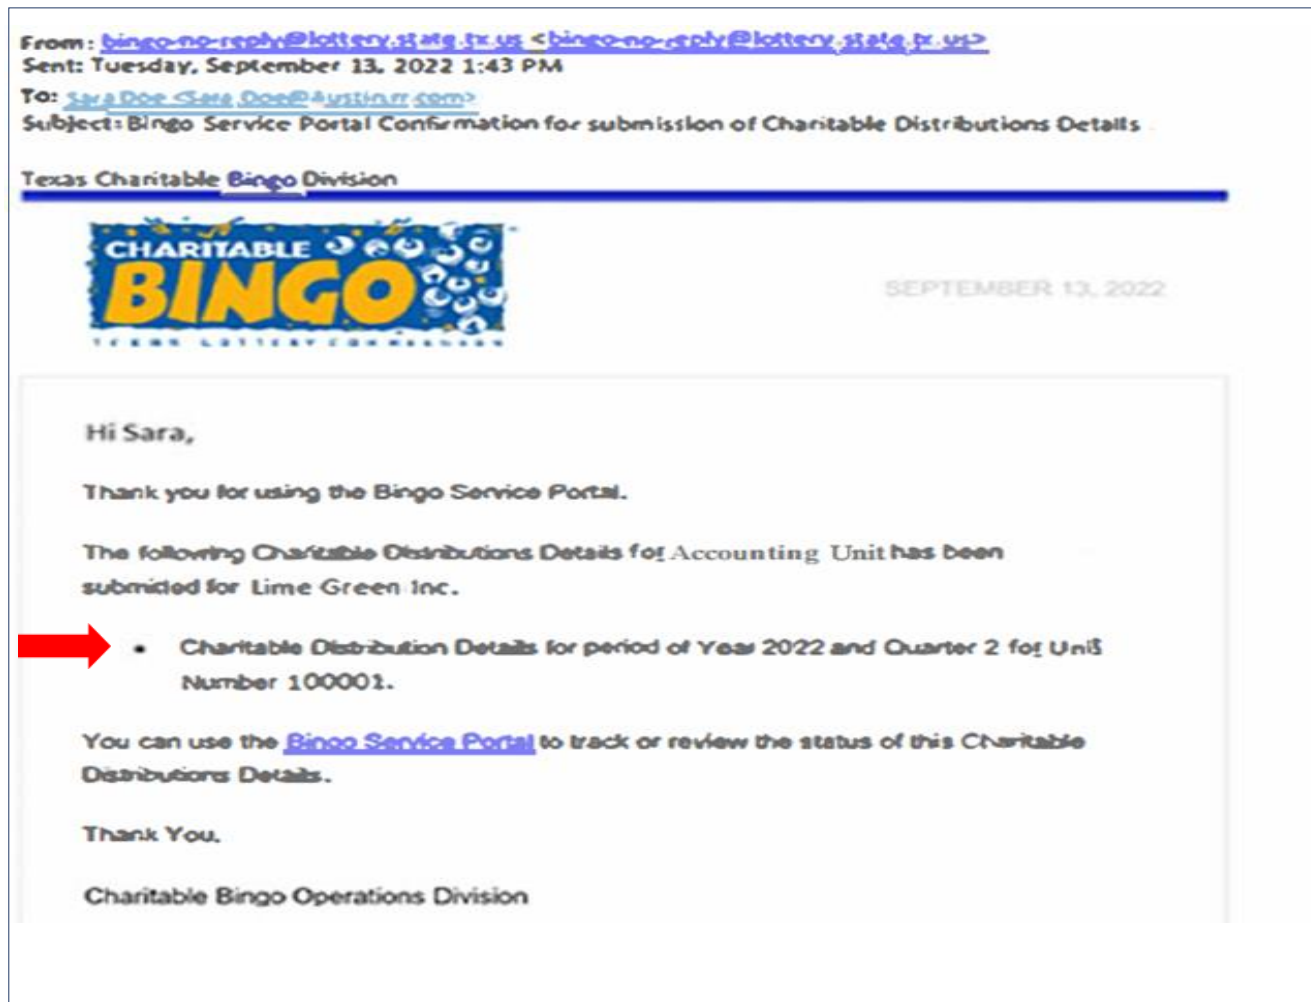 From: bingo-no-reply@lottery.state.tx.us <bingo-no-reply@lottery.state.tx.us>
Sent: Tuesday, September 13, 2022 1:43 PM
To: Sara Doe <Sara.Doe@Austin.rr.com>
Subject: Bingo Service Portal Confirmation for submission of Charitable Distributions Details
Texas Charitable Bingo Division
CHARITABLE
BINGO
TEXAS LOTTERY COMMISSION
SEPTEMBER 13, 2022
Hi Sara,
Thank you for using the Bingo Service Portal.
The following Charitable Distributions Details for Accounting Unit has been
submitted for Lime Green Inc.
• Charitable Distribution Details for period of Year 2022 and Quarter 2 for Unit
Number 100001.
You can use the Bingo Service Portal to track or review the status of this Charitable
Distributions Details.
Thank You.
Charitable Bingo Operations Division